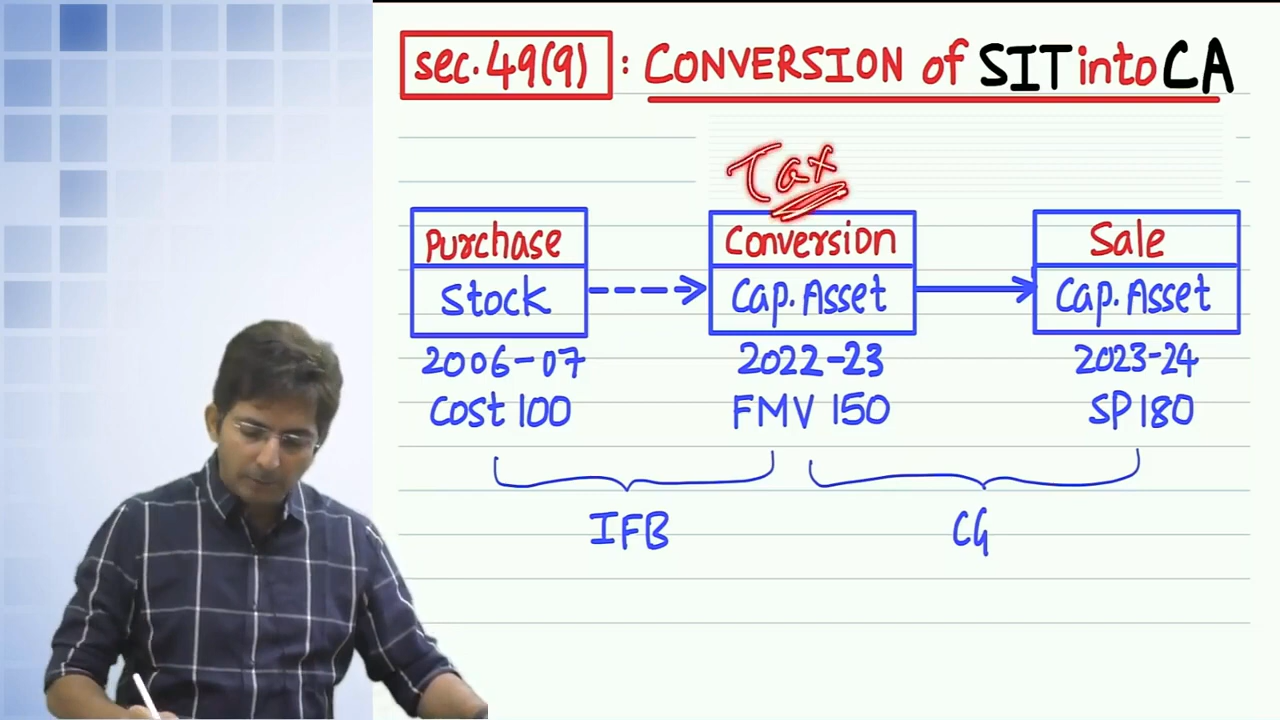 sec.49(9) : CONVERSION of SIT into CA
Tax
Purchase Conversion Sale
Stock Cap. Asset Cap. Asset
2006-07 2022-23 2023-24
Cost 100 FMV 150 SP 180
IFB CG